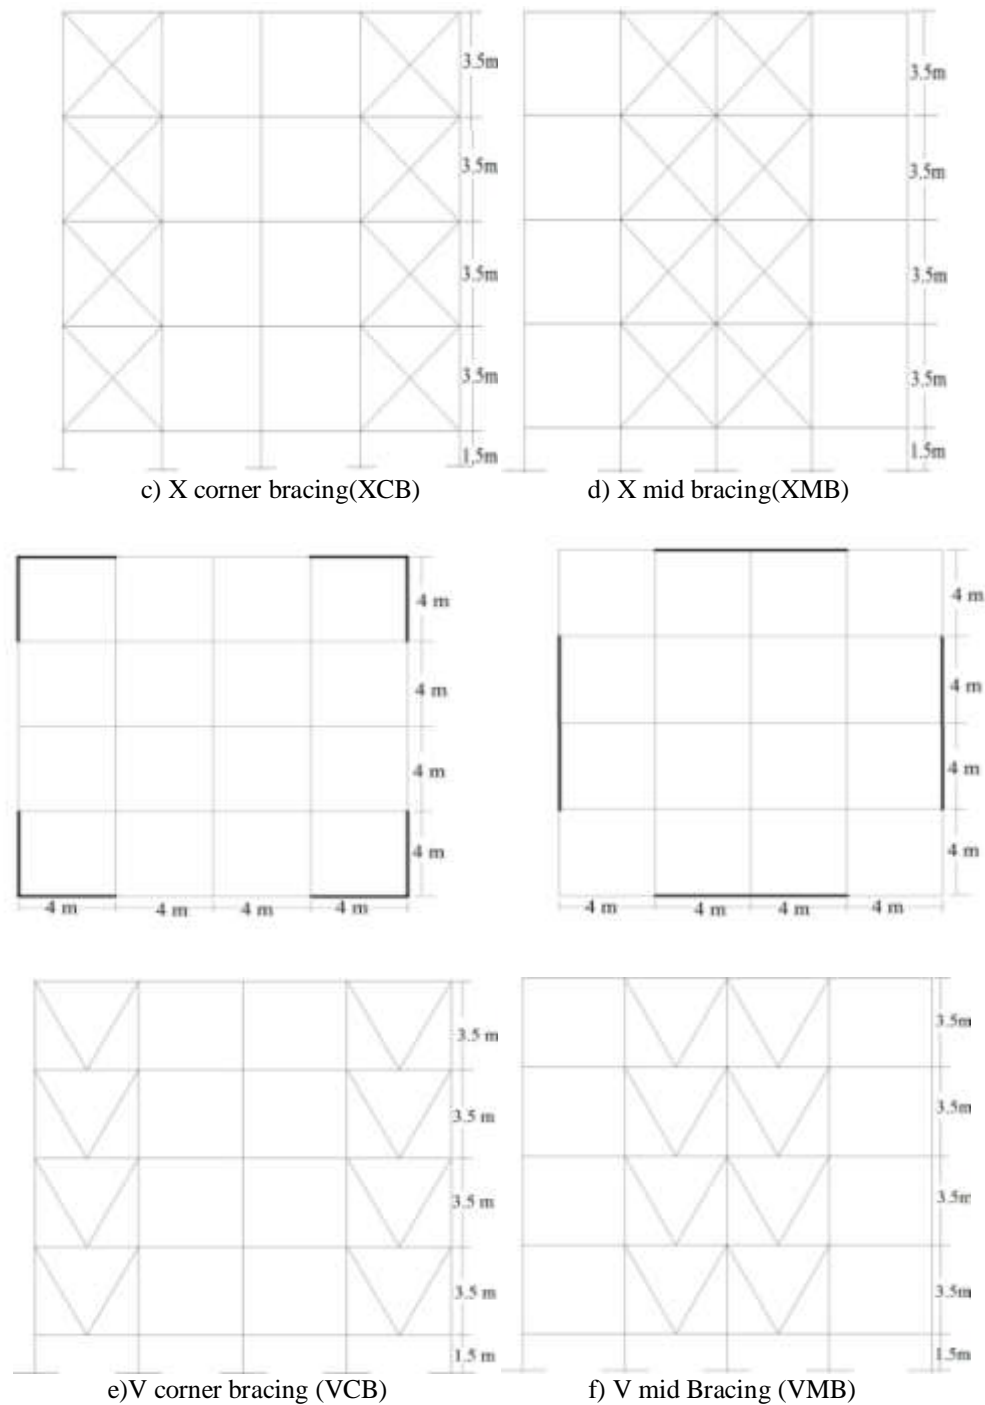 3.5m
3.5m
3.5m
3.5m
1.5m
3.5m
3.5m
3.5m
3.5m
1.5m
c) X corner bracing(XCB)
d) X mid bracing(XMB)
4 m
4 m
4 m
4 m
4 m 4 m 4 m 4 m
4 m
4 m
4 m
4 m
4 m 4 m 4 m 4 m
3.5 m
3.5 m
3.5 m
3.5 m
1.5 m
3.5m
3.5m
3.5m
3.5m
1.5m
e)V corner bracing (VCB)
f) V mid Bracing (VMB)